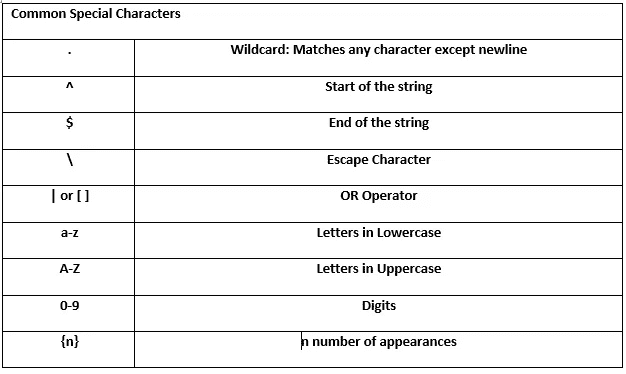 Common Special Characters
. Wildcard: Matches any character except newline
^ Start of the string
$ End of the string
\ Escape Character
| or [ ] OR Operator
a-z Letters in Lowercase
A-Z Letters in Uppercase
0-9 Digits
{n} n number of appearances